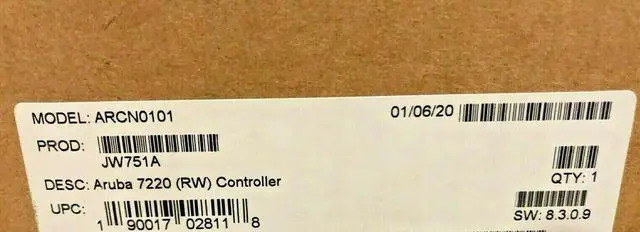 MODEL: ARCN0101
01/06/20
PROD:
JW751A
DESC: Aruba 7220 (RW) Controller
QTY: 1
UPC:
1 90017 02811 8
SW: 8.3.0.9